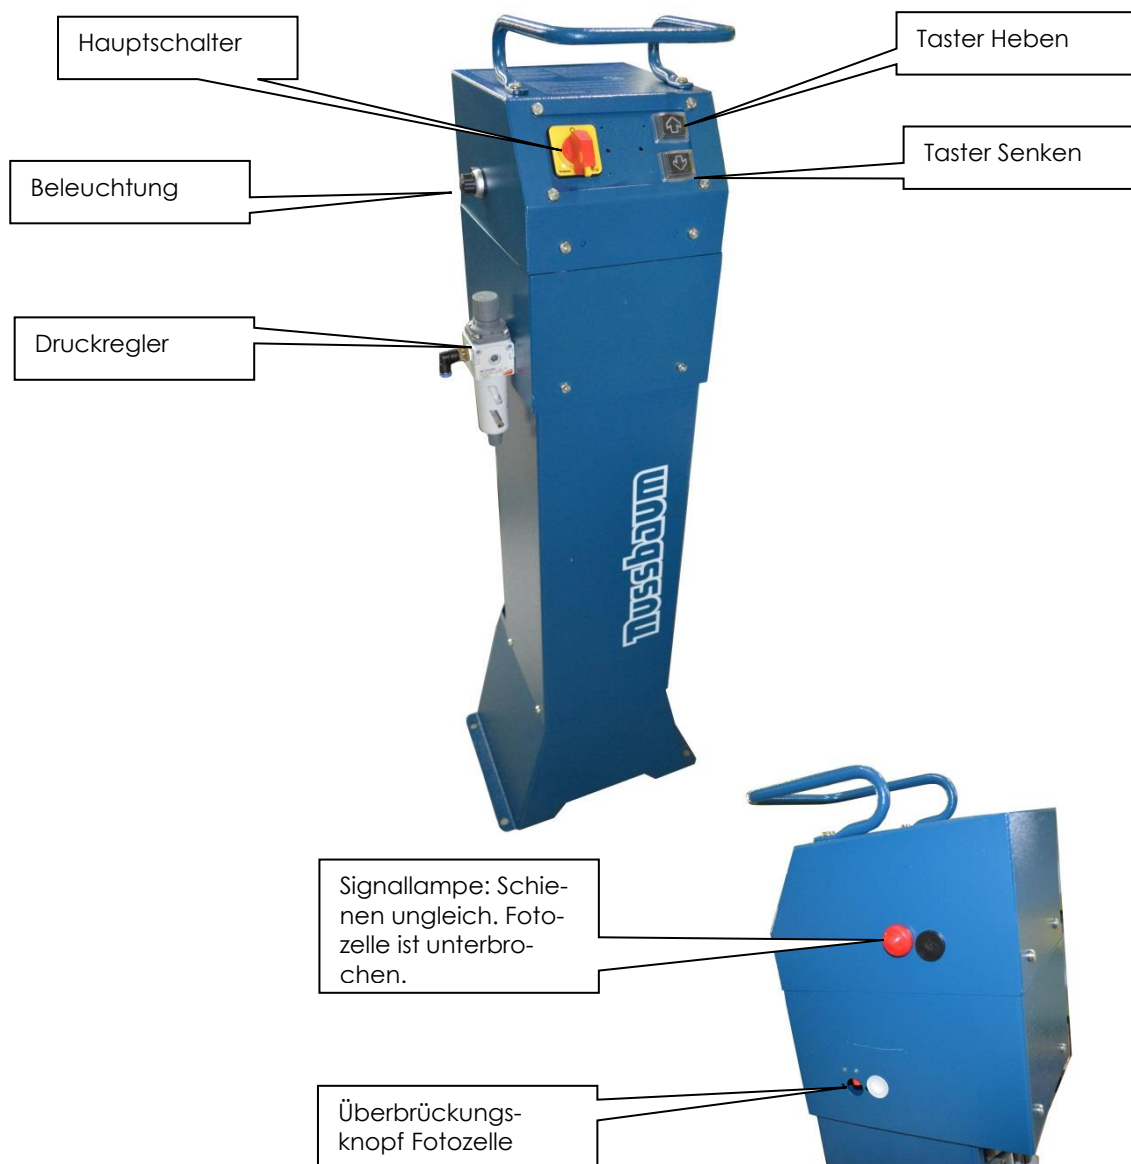 Hauptschalter
Taster Heben
Taster Senken
Beleuchtung
Druckregler
nussbaum
Signallampe: Schie-
nen ungleich. Foto-
zelle ist unterbro-
chen.
Überbrückungs-
knopf Fotozelle